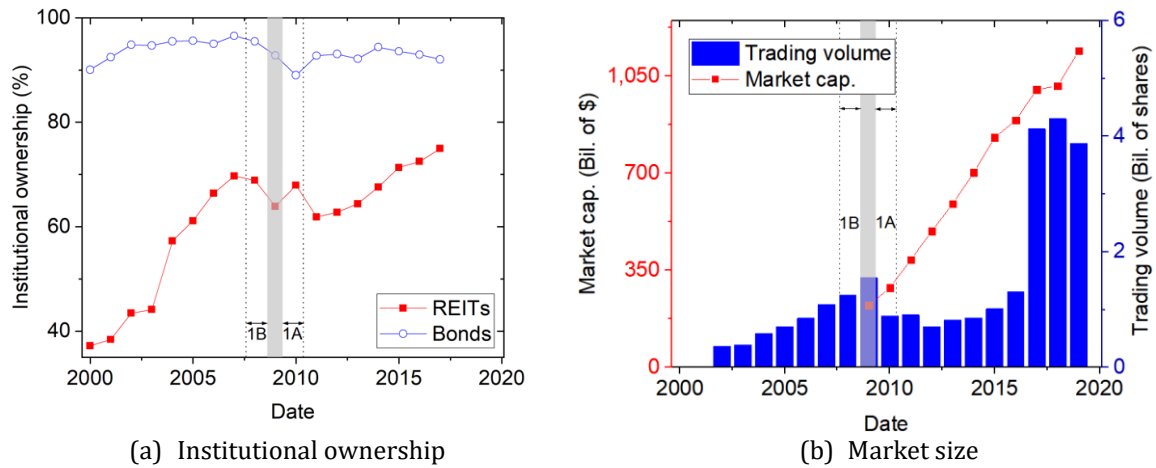 100
80
60
40
Institutional ownership (%)
1B
1A
REITs
Bonds
2000
2005
2010
2015
2020
Date
(a) Institutional ownership
1,050
700
350
0
Market cap. (Bil. of $)
Trading volume
Market cap.
1B
1A
6
4
2
0
Trading volume (Bil. of shares)
2000
2005
2010
2015
2020
Date
(b) Market size